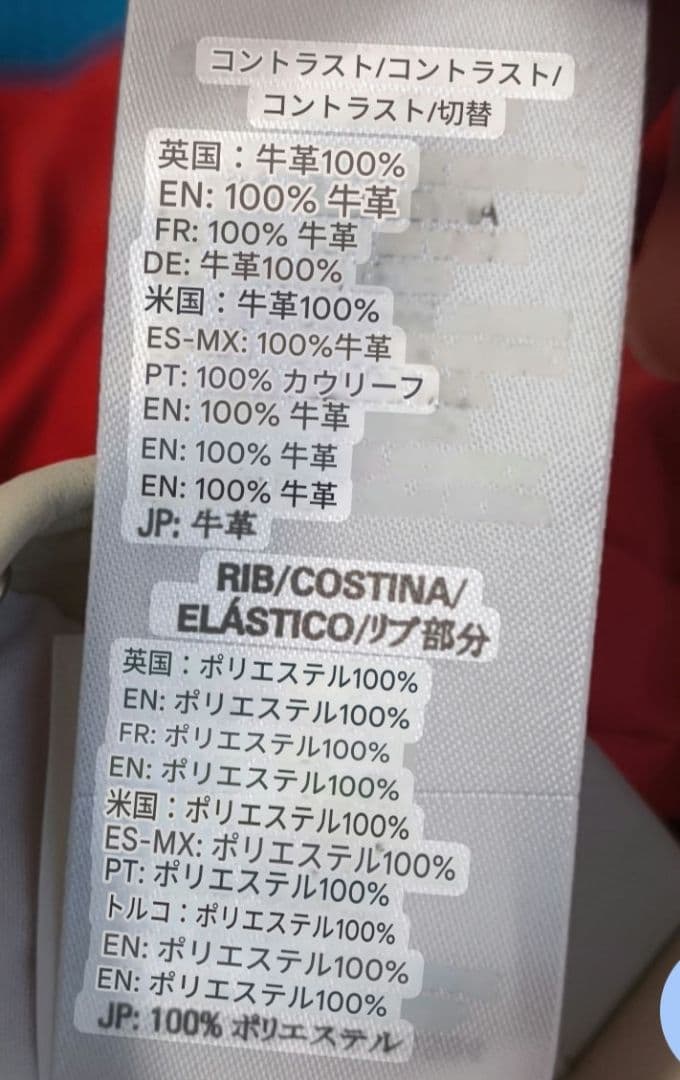 コントラスト/コントラスト/
コントラスト/切替
英国：牛革100%
EN: 100% 牛革
FR: 100% 牛革
DE: 牛革100%
米国：牛革100%
ES-MX: 100%牛革
PT: 100% カウリーフ
EN: 100% 牛革
EN: 100% 牛革
EN: 100% 牛革
JP: 牛革
RIB/COSTINA/
ELÁSTICO/リブ部分
英国：ポリエステル100%
EN: ポリエステル100%
FR: ポリエステル100%
EN: ポリエステル100%
米国：ポリエステル100%
ES-MX: ポリエステル100%
PT: ポリエステル100%
トルコ：ポリエステル100%
EN: ポリエステル100%
EN: ポリエステル100%
JP: 100% ポリエステル